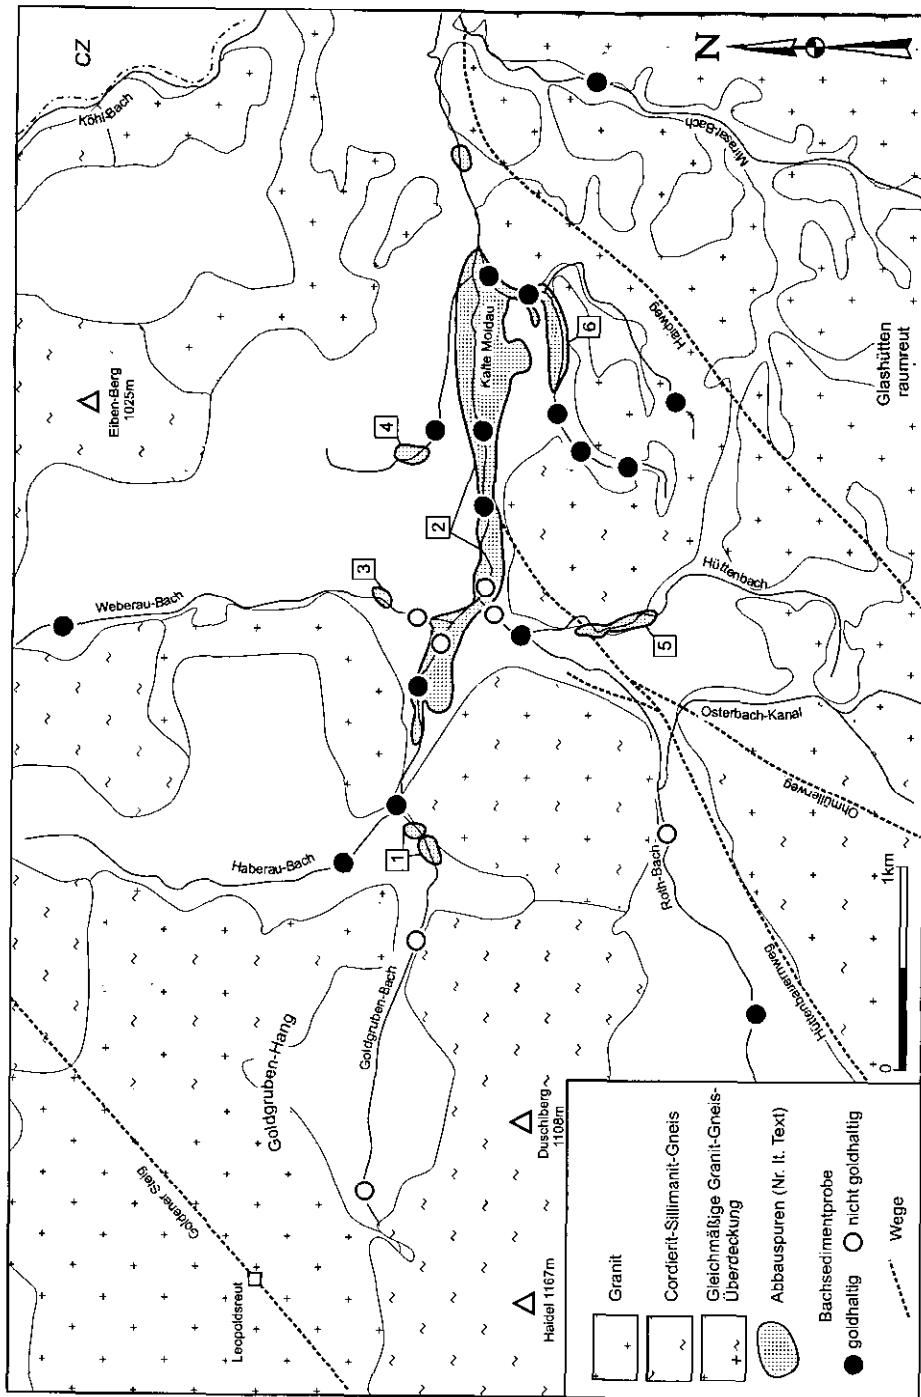 CZ
N
Köhl-Bach
Eiben-Berg
1025m
Weberau-Bach
Haberau-Bach
Goldener Steig
Leopoldsreut
Goldgruben-Hang
Goldgruben-Bach
Haidel 1167m
Duschlberg
1108m
Kalte Moldau
Mirasat-Bach
Haidweg
Glashütten
raumreut
Hüttenbach
Osterbach-Kanal
Ohmüllerweg
Roth-Bach
Hüttenbauernweg
1
2
3
4
5
6
0
1km
Granit
Cordierit-Sillimanit-Gneis
Gleichmäßige Granit-Gneis-
Überdeckung
Abbauspuren (Nr. lt. Text)
Bachsedimentprobe
goldhaltig
nicht goldhaltig
Wege